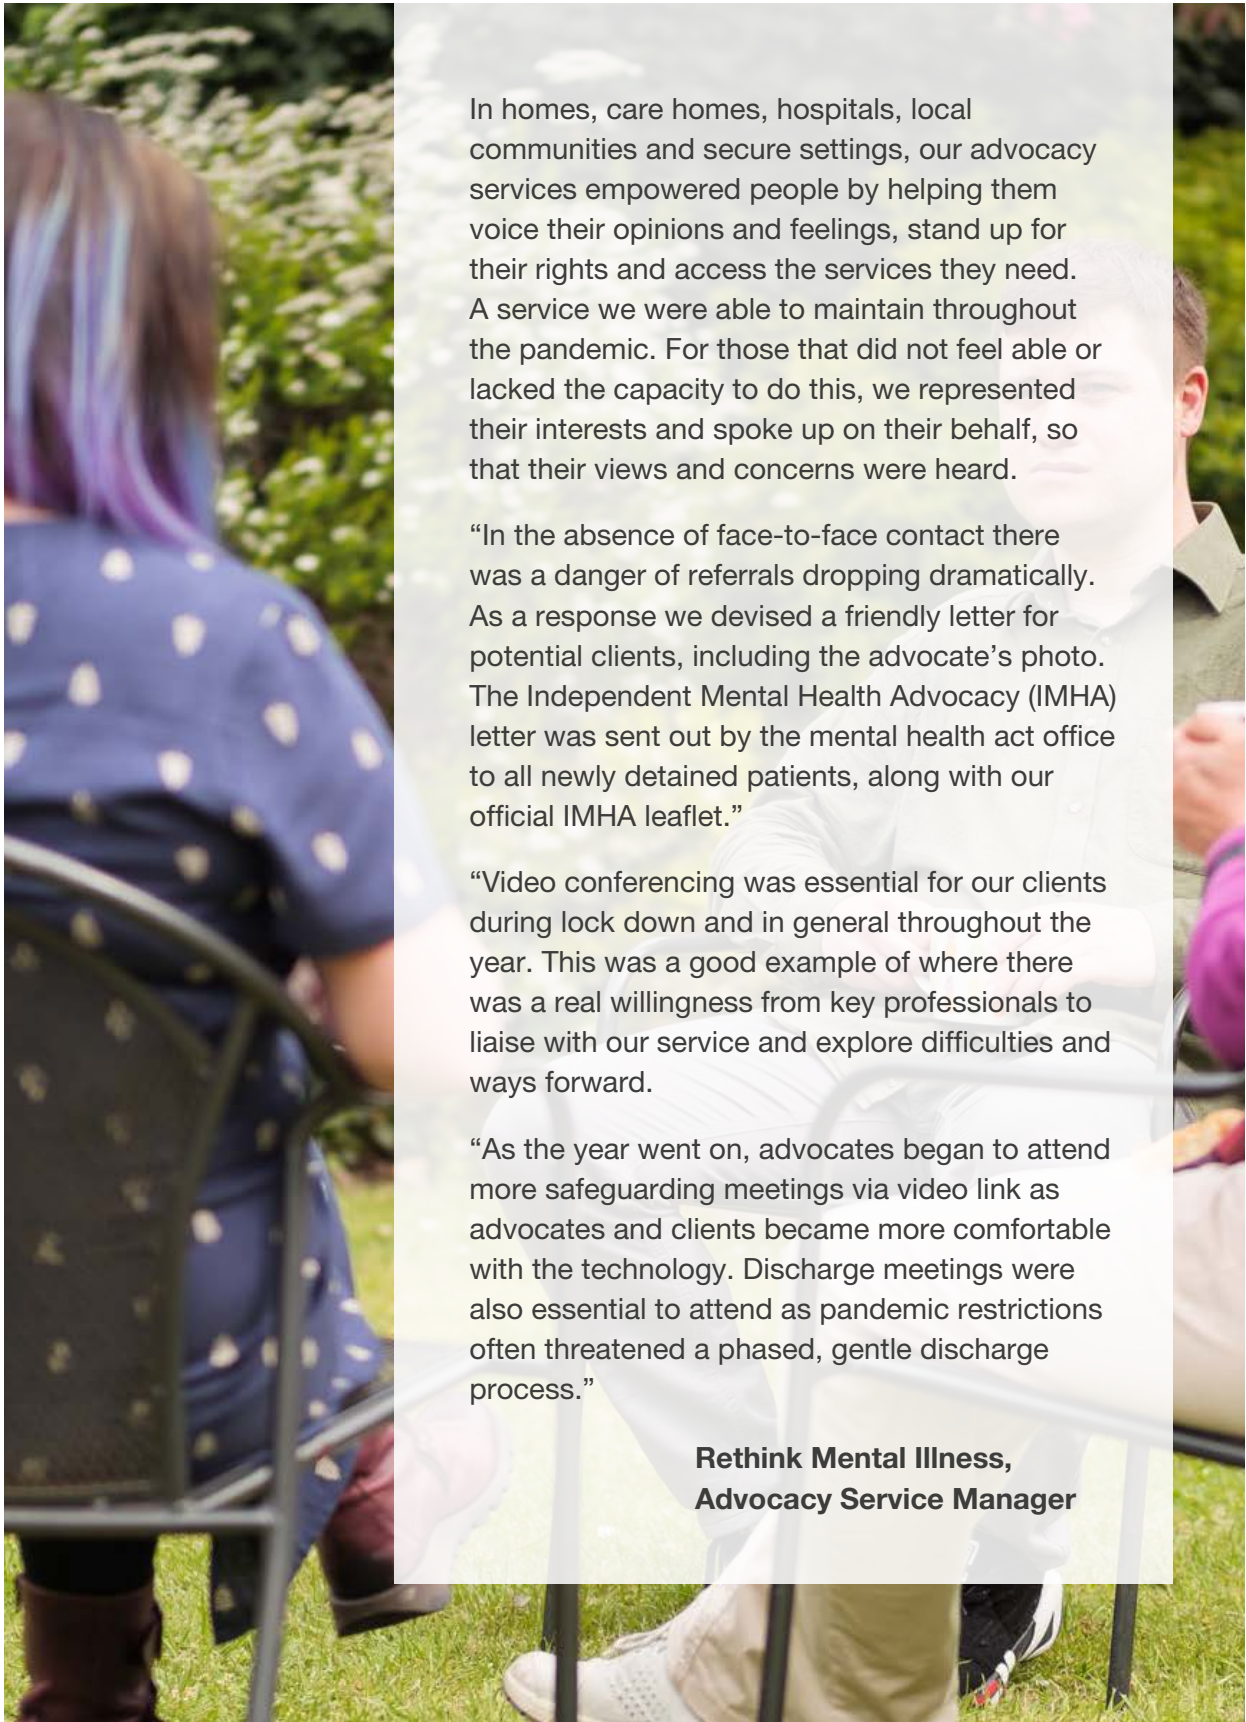 In homes, care homes, hospitals, local
communities and secure settings, our advocacy
services empowered people by helping them
voice their opinions and feelings, stand up for
their rights and access the services they need.
A service we were able to maintain throughout
the pandemic. For those that did not feel able or
lacked the capacity to do this, we represented
their interests and spoke up on their behalf, so
that their views and concerns were heard.
“In the absence of face-to-face contact there
was a danger of referrals dropping dramatically.
As a response we devised a friendly letter for
potential clients, including the advocate’s photo.
The Independent Mental Health Advocacy (IMHA)
letter was sent out by the mental health act office
to all newly detained patients, along with our
official IMHA leaflet.”
“Video conferencing was essential for our clients
during lock down and in general throughout the
year. This was a good example of where there
was a real willingness from key professionals to
liaise with our service and explore difficulties and
ways forward.
“As the year went on, advocates began to attend
more safeguarding meetings via video link as
advocates and clients became more comfortable
with the technology. Discharge meetings were
also essential to attend as pandemic restrictions
often threatened a phased, gentle discharge
process.”
Rethink Mental Illness,
Advocacy Service Manager